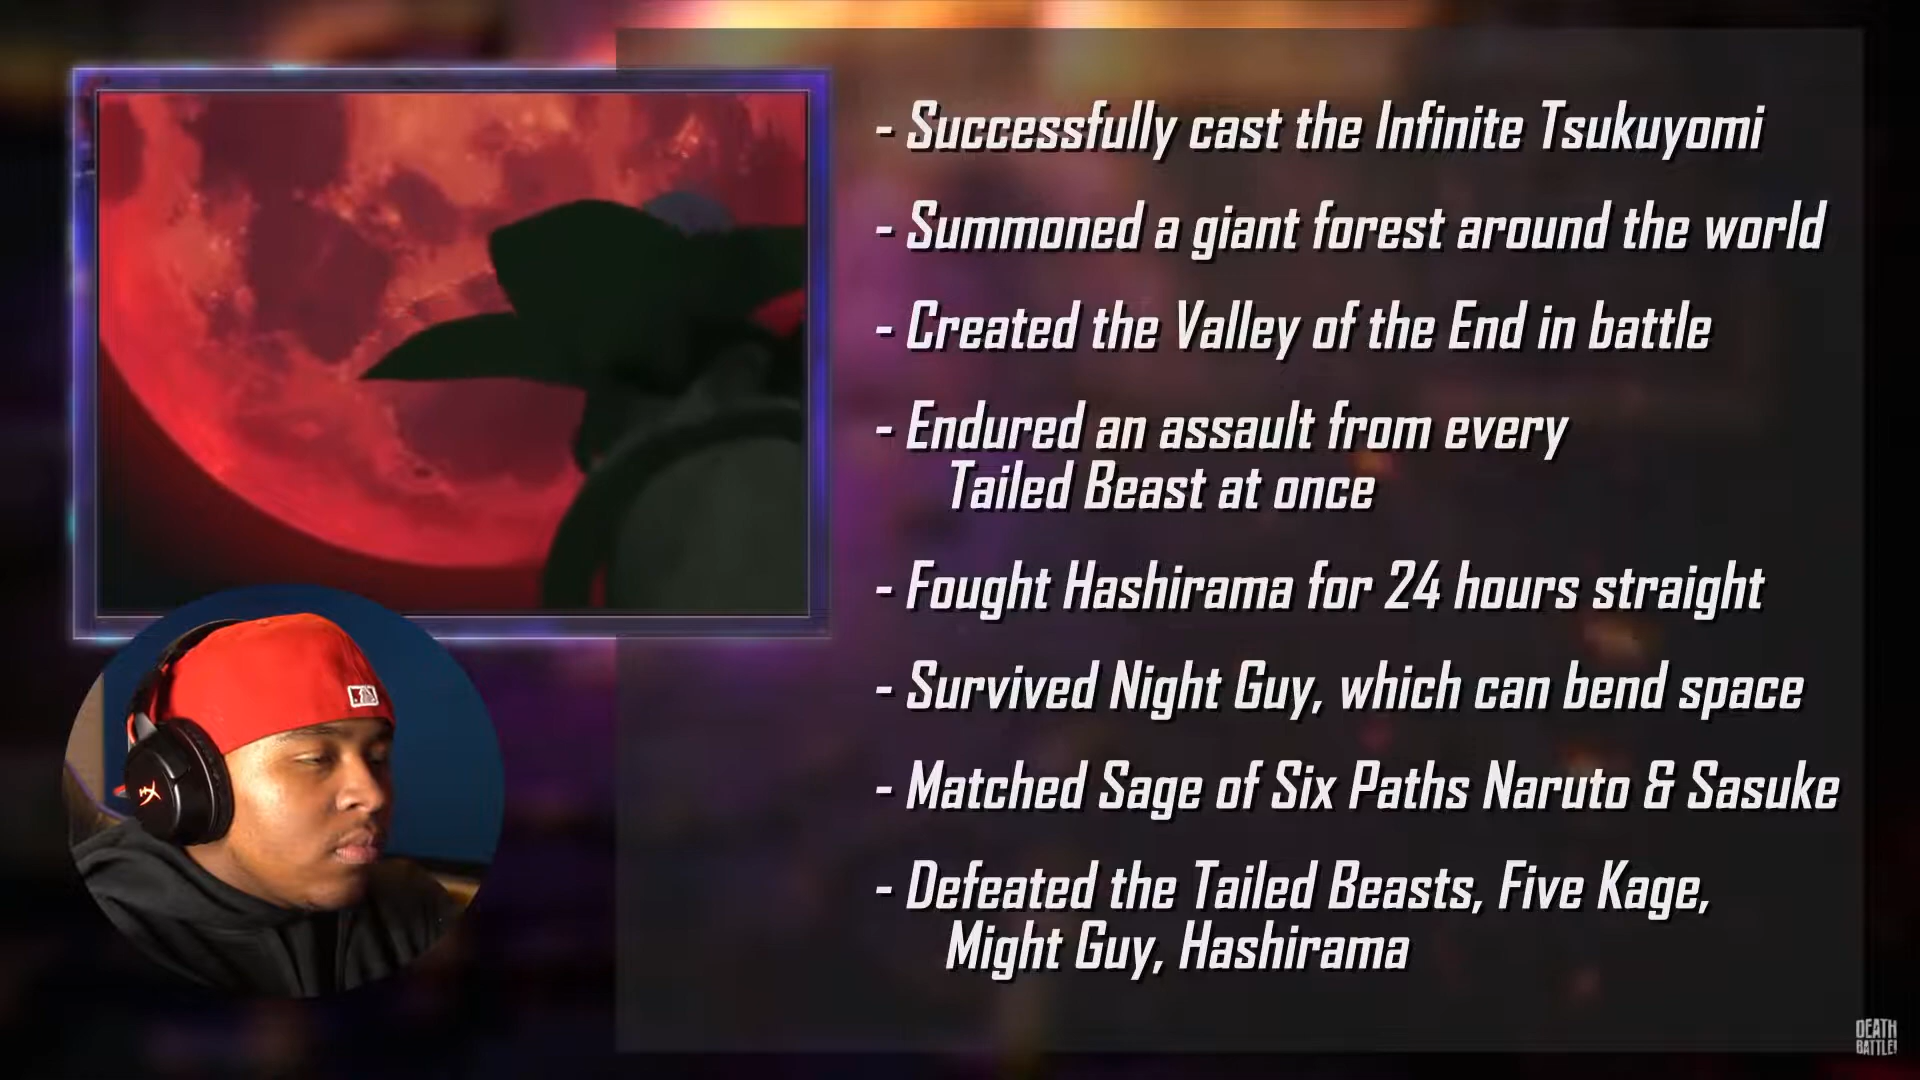 - Successfully cast the Infinite Tsukuyomi
- Summoned a giant forest around the world
- Created the Valley of the End in battle
- Endured an assault from every
Tailed Beast at once
- Fought Hashirama for 24 hours straight
- Survived Night Guy, which can bend space
- Matched Sage of Six Paths Naruto & Sasuke
- Defeated the Tailed Beasts, Five Kage,
Might Guy, Hashirama
DEATH
BATTLE!